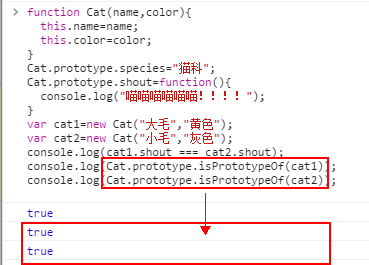 > function Cat(name,color){
this.name=name;
this.color=color;
}
Cat.prototype.species="猫科";
Cat.prototype.shout=function(){
console.log("喵喵喵喵喵喵！！！！");
}
var cat1=new Cat("大毛","黄色");
var cat2=new Cat("小毛","灰色");
console.log(cat1.shout === cat2.shout);
console.log(Cat.prototype.isPrototypeOf(cat1));
console.log(Cat.prototype.isPrototypeOf(cat2));
true
true
true